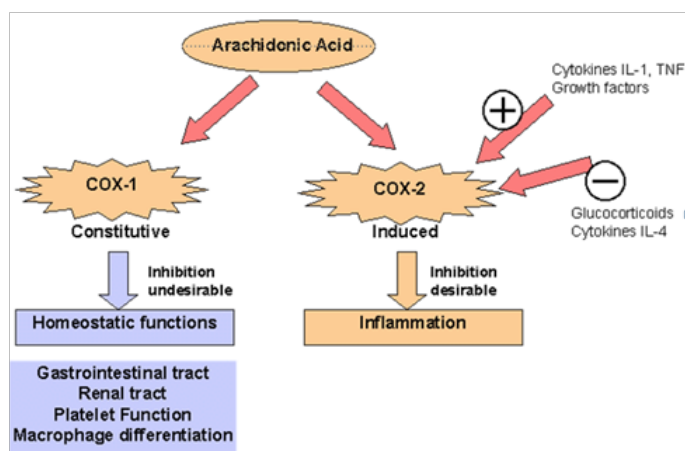 Arachidonic Acid
Cytokines IL-1, TNF
Growth factors
+
COX-1
COX-2
−
Constitutive
Induced
Glucocorticoids
Cytokines IL-4
Inhibition
undesirable
Inhibition
desirable
Homeostatic functions
Inflammation
Gastrointestinal tract
Renal tract
Platelet Function
Macrophage differentiation